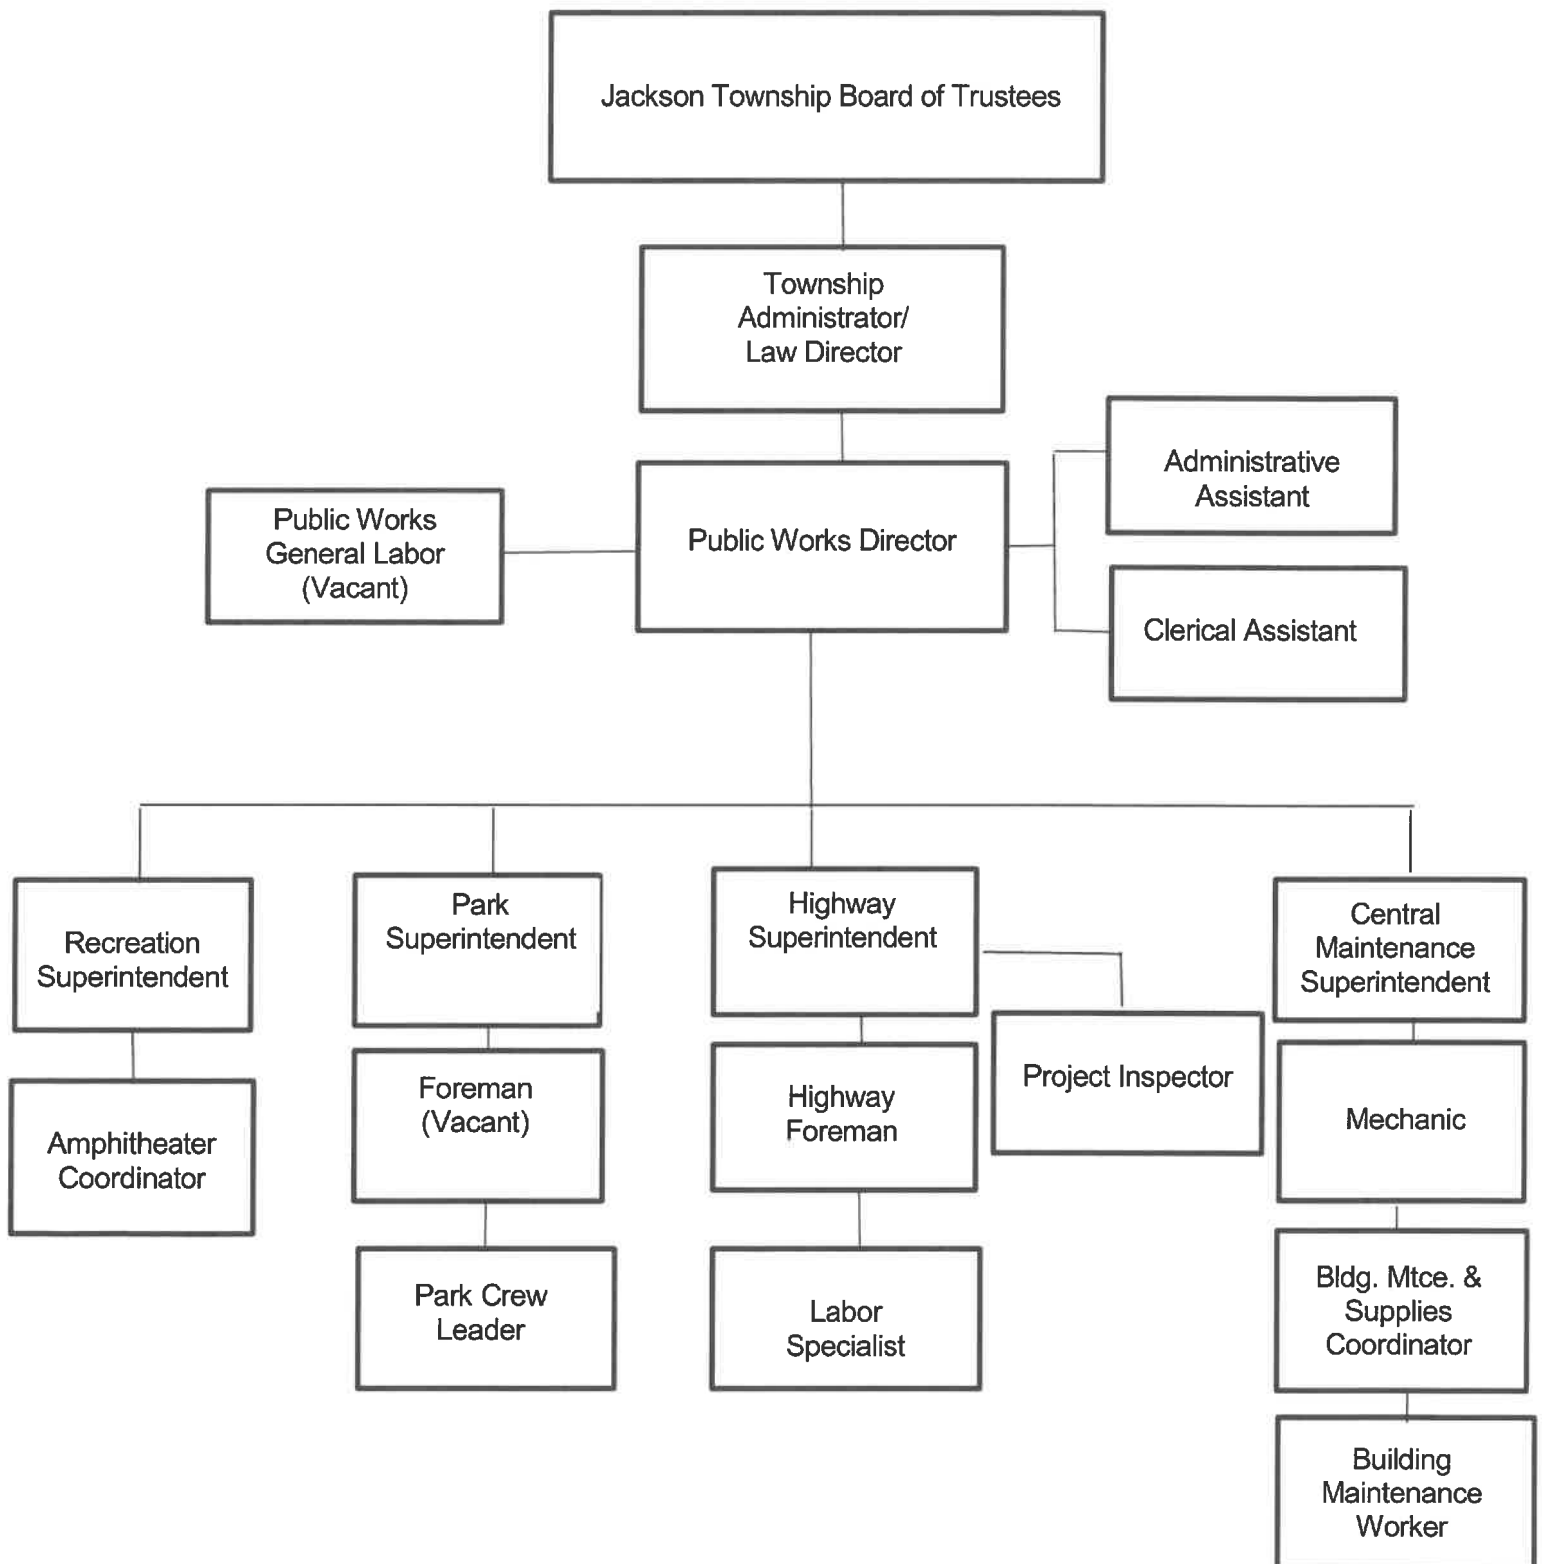 Jackson Township Board of Trustees
Township
Administrator/
Law Director
Administrative
Assistant
Public Works
General Labor
(Vacant)
Public Works Director
Clerical Assistant
Recreation
Superintendent
Park
Superintendent
Highway
Superintendent
Central
Maintenance
Superintendent
Amphitheater
Coordinator
Foreman
(Vacant)
Highway
Foreman
Project Inspector
Mechanic
Park Crew
Leader
Labor
Specialist
Bldg. Mtce. &
Supplies
Coordinator
Building
Maintenance
Worker